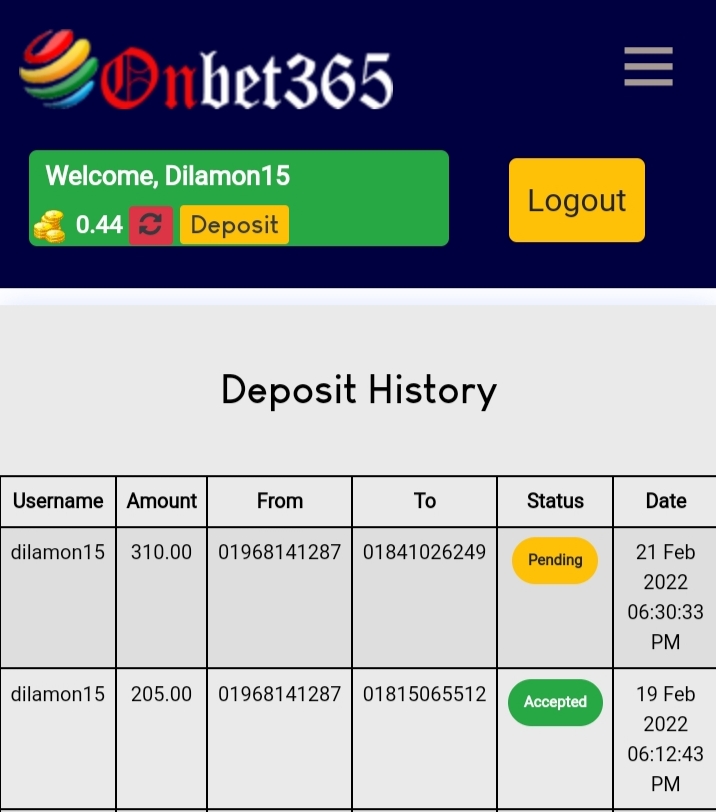 Onbet365
Welcome, Dilamon15
0.44 Deposit
Logout
Deposit History
Username Amount From To Status Date
dilamon15 310.00 01968141287 01841026249 Pending 21 Feb
2022
06:30:33
PM
dilamon15 205.00 01968141287 01815065512 Accepted 19 Feb
2022
06:12:43
PM